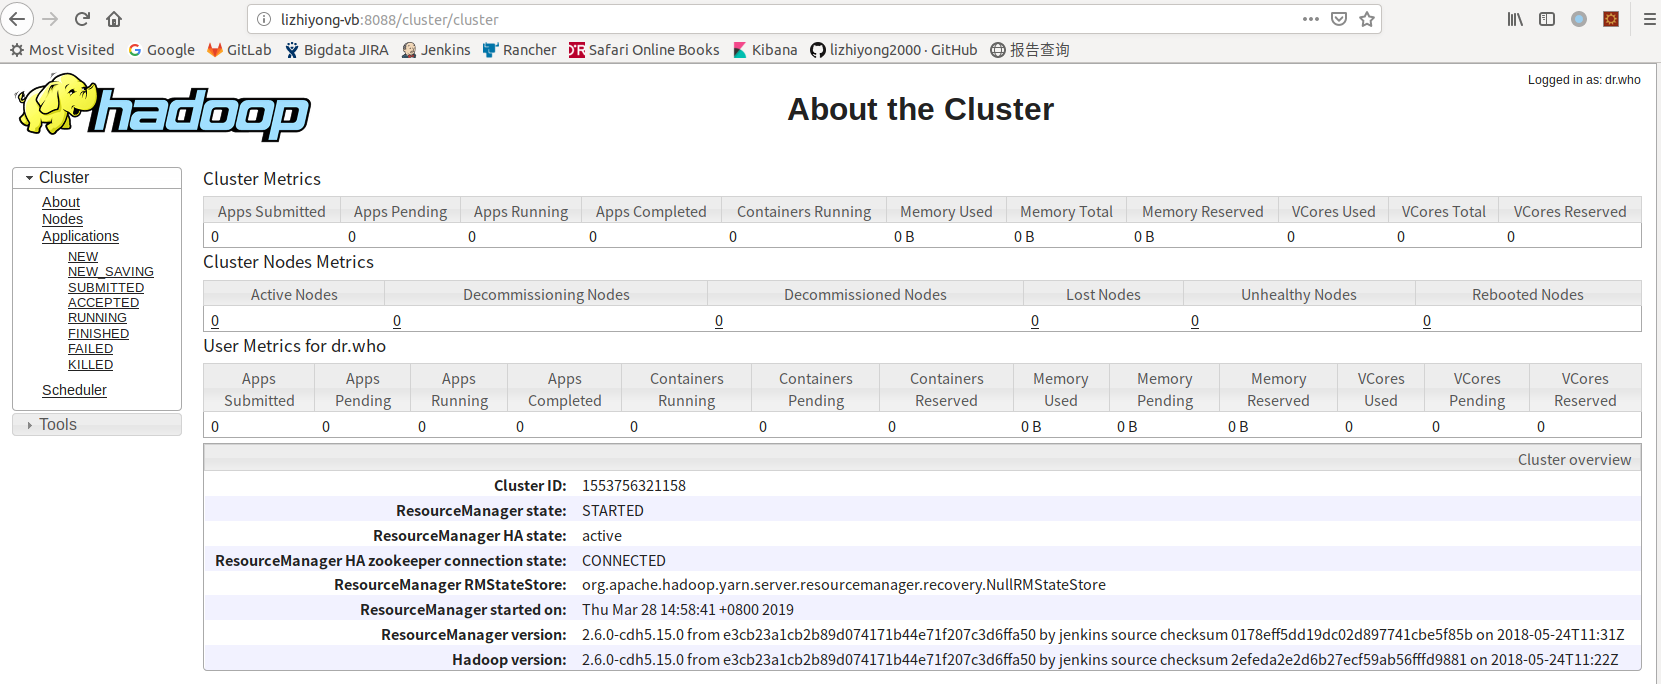 lizhiyong-vb:8088/cluster/cluster
Most Visited Google GitLab Bigdata JIRA Jenkins Rancher Safari Online Books Kibana lizhiyong2000 · GitHub 报告查询
Logged in as: dr.who
hadoop
About the Cluster
Cluster
About
Nodes
Applications
NEW
NEW_SAVING
SUBMITTED
ACCEPTED
RUNNING
FINISHED
FAILED
KILLED
Scheduler
Tools
Cluster Metrics
Apps Submitted Apps Pending Apps Running Apps Completed Containers Running Memory Used Memory Total Memory Reserved VCores Used VCores Total VCores Reserved
0 0 0 0 0 0 B 0 B 0 B 0 0 0
Cluster Nodes Metrics
Active Nodes Decommissioning Nodes Decommissioned Nodes Lost Nodes Unhealthy Nodes Rebooted Nodes
0 0 0 0 0 0
User Metrics for dr.who
Apps Submitted Apps Pending Apps Running Apps Completed Containers Running Containers Pending Containers Reserved Memory Used Memory Pending Memory Reserved VCores Used VCores Pending VCores Reserved
0 0 0 0 0 0 0 0 B 0 B 0 B 0 0 0
Cluster overview
Cluster ID: 1553756321158
ResourceManager state: STARTED
ResourceManager HA state: active
ResourceManager HA zookeeper connection state: CONNECTED
ResourceManager RMStateStore: org.apache.hadoop.yarn.server.resourcemanager.recovery.NullRMStateStore
ResourceManager started on: Thu Mar 28 14:58:41 +0800 2019
ResourceManager version: 2.6.0-cdh5.15.0 from e3cb23a1cb2b89d074171b44e71f207c3d6ffa50 by jenkins source checksum 0178eff5dd19dc02d897741cbe5f85b on 2018-05-24T11:31Z
Hadoop version: 2.6.0-cdh5.15.0 from e3cb23a1cb2b89d074171b44e71f207c3d6ffa50 by jenkins source checksum 2efeda2e2d6b27ecf59ab56fffd9881 on 2018-05-24T11:22Z